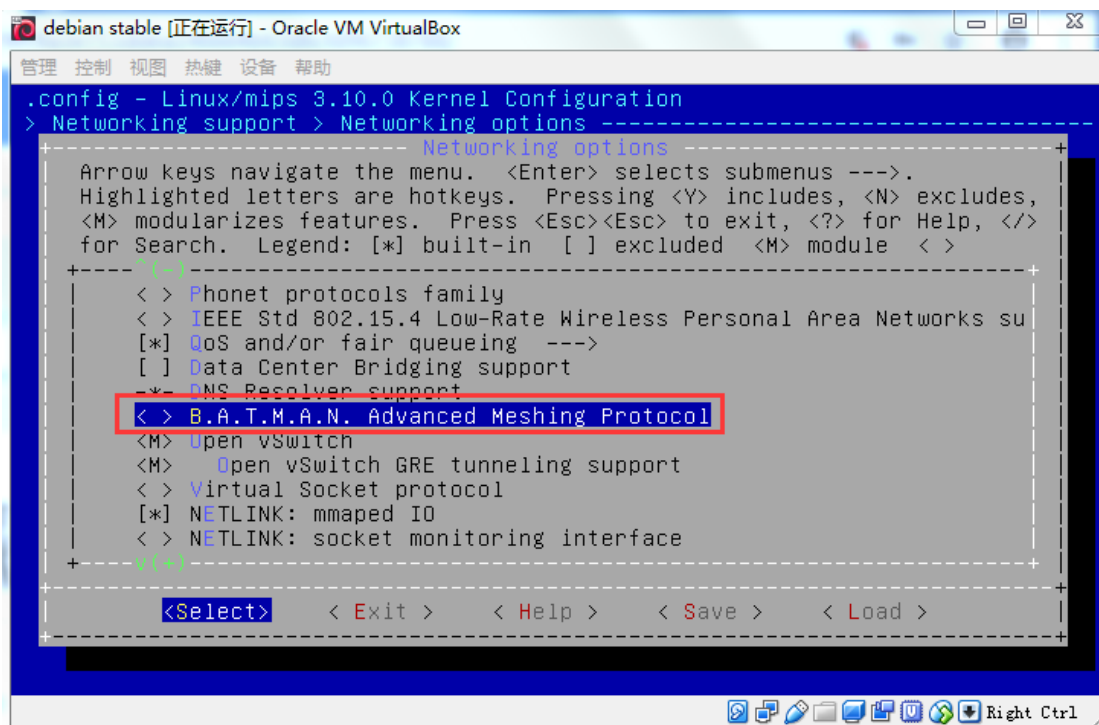 debian stable [正在运行] - Oracle VM VirtualBox
管理 控制 视图 热键 设备 帮助
.config - Linux/mips 3.10.0 Kernel Configuration
> Networking support > Networking options
Networking options
Arrow keys navigate the menu. <Enter> selects submenus --->.
Highlighted letters are hotkeys. Pressing <Y> includes, <N> excludes,
<M> modularizes features. Press <Esc><Esc> to exit, <?> for Help, </>
for Search. Legend: [*] built-in [ ] excluded <M> module < >
^(-)
< > Phonet protocols family
< > IEEE Std 802.15.4 Low-Rate Wireless Personal Area Networks su
[*] QoS and/or fair queueing --->
[ ] Data Center Bridging support
-*- DNS Resolver support
< > B.A.T.M.A.N. Advanced Meshing Protocol
<M> Open vSwitch
<M> Open vSwitch GRE tunneling support
< > Virtual Socket protocol
[*] NETLINK: mmaped IO
< > NETLINK: socket monitoring interface
v(+)
<Select> < Exit > < Help > < Save > < Load >
Right Ctrl